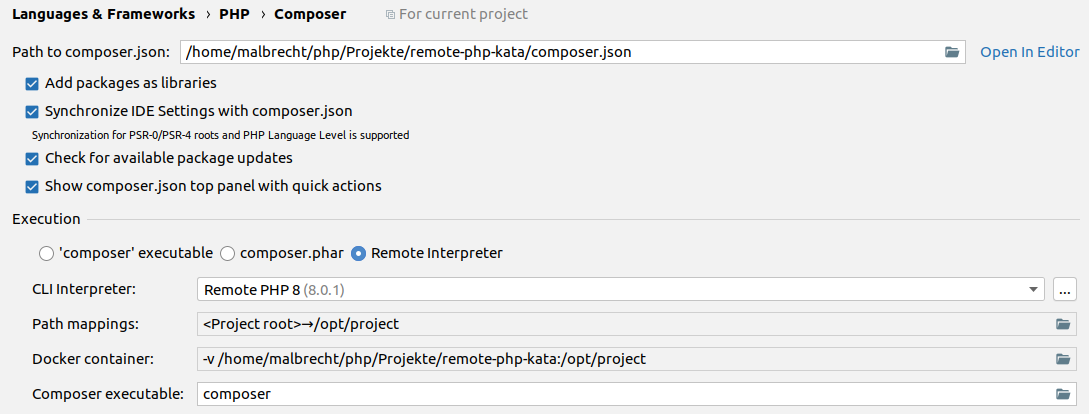 Languages & Frameworks › PHP › Composer For current project
Path to composer.json: /home/malbrecht/php/Projekte/remote-php-kata/composer.json Open In Editor
Add packages as libraries
Synchronize IDE Settings with composer.json
Synchronization for PSR-0/PSR-4 roots and PHP Language Level is supported
Check for available package updates
Show composer.json top panel with quick actions
Execution
'composer' executable composer.phar Remote Interpreter
CLI Interpreter: Remote PHP 8 (8.0.1) ...
Path mappings: <Project root>→/opt/project
Docker container: -v /home/malbrecht/php/Projekte/remote-php-kata:/opt/project
Composer executable: composer